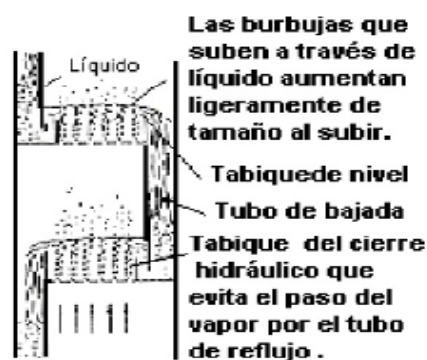 Las burbujas que
suben a través de
líquido aumentan
ligeramente de
tamaño al subir.
Líquido
Tabiquede nivel
Tubo de bajada
Tabique del cierre
hidráulico que
evita el paso del
vapor por el tubo
de reflujo.